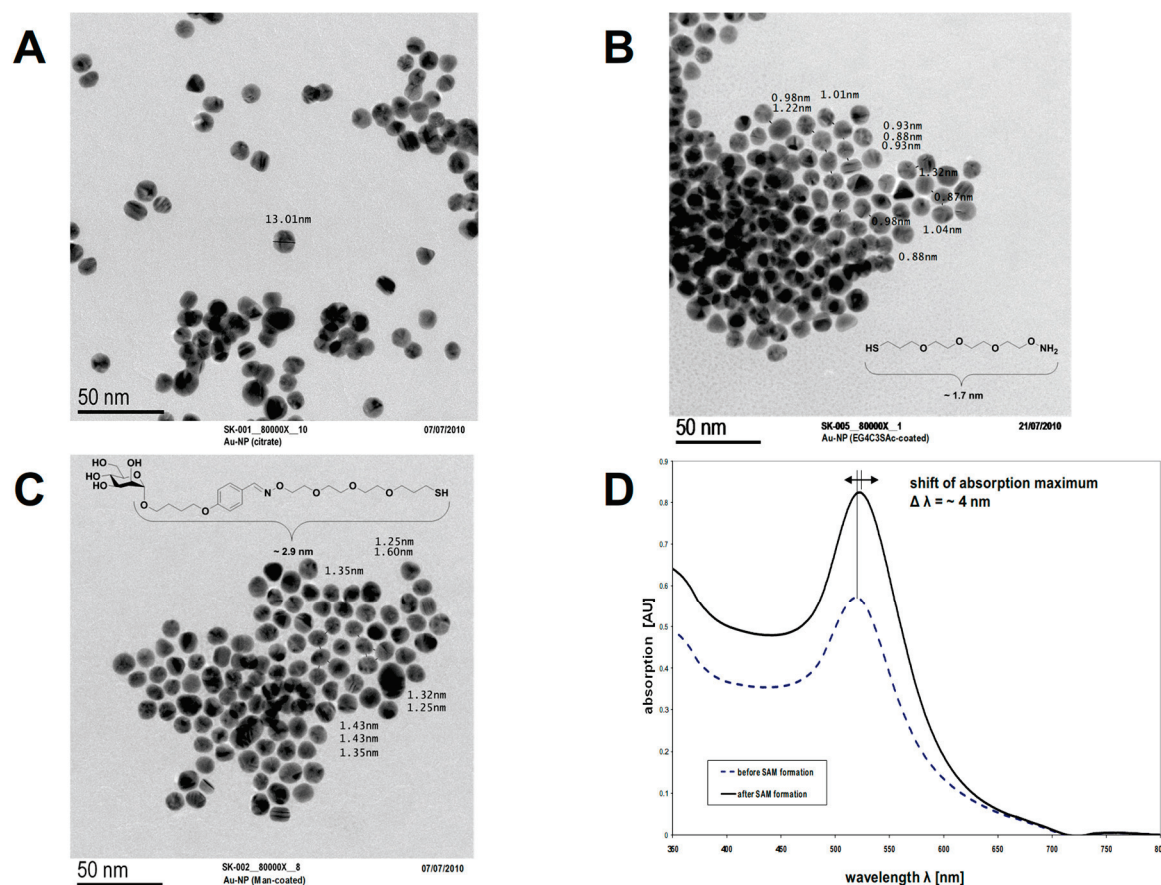 A
13.01nm
50 nm
SK-001__80000X__10 07/07/2010
Au-NP (citrate)
B
0.98nm
1.22nm
1.01nm
0.93nm
0.88nm
0.93nm
1.32nm
0.87nm
0.98nm
1.04nm
0.88nm
HS O O O O NH2
~ 1.7 nm
50 nm
SK-005__80000X__1 21/07/2010
Au-NP (EG4C3SAc-coated)
C
HO OH
HO
HO
O
O O N O O O O SH
~ 2.9 nm
1.25nm
1.60nm
1.35nm
1.32nm
1.25nm
1.43nm
1.43nm
1.35nm
50 nm
SK-002__80000X__8 07/07/2010
Au-NP (Man-coated)
D
shift of absorption maximum
Δ λ = ~ 4 nm
absorption [AU]
0.9
0.8
0.7
0.6
0.5
0.4
0.3
0.2
0.1
0
before SAM formation
after SAM formation
350 400 450 500 550 600 650 700 750 800
wavelength λ [nm]